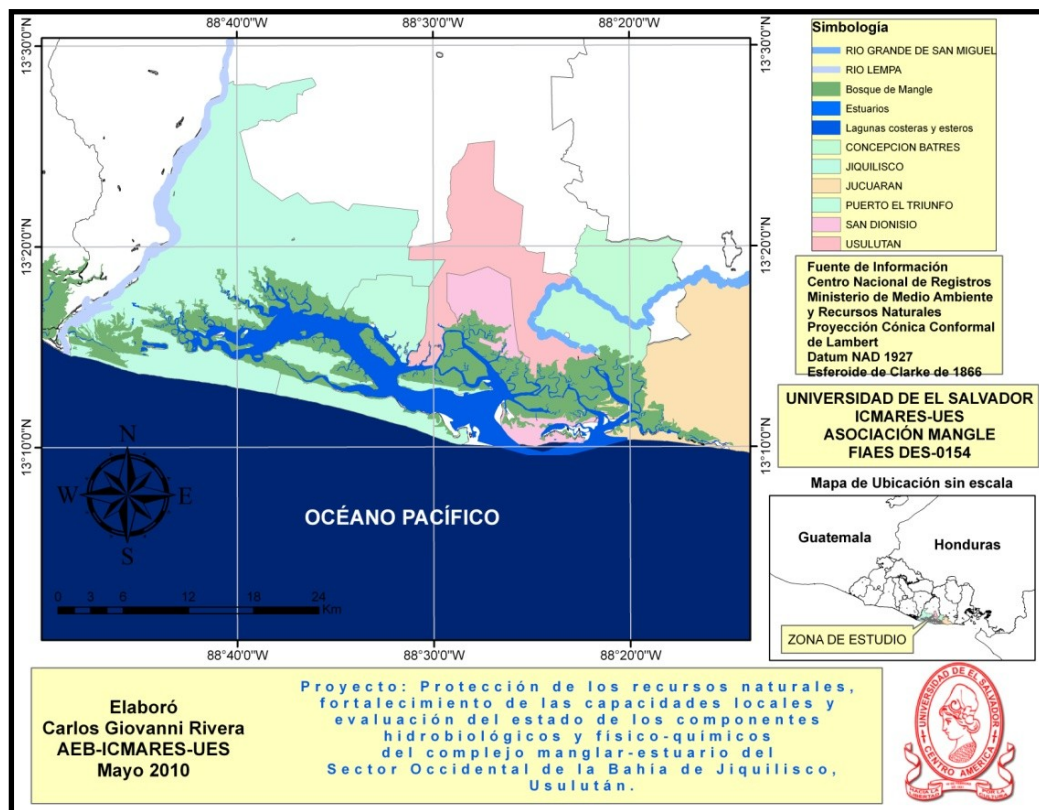 88°40'0"W
88°30'0"W
88°20'0"W
13°30'0"N
13°20'0"N
13°10'0"N
13°30'0"N
13°20'0"N
13°10'0"N
N
W
E
S
OCÉANO PACÍFICO
0 3 6 12 18 24
Km
88°40'0"W
88°30'0"W
88°20'0"W
Simbología
RIO GRANDE DE SAN MIGUEL
RIO LEMPA
Bosque de Mangle
Estuarios
Lagunas costeras y esteros
CONCEPCION BATRES
JIQUILISCO
JUCUARAN
PUERTO EL TRIUNFO
SAN DIONISIO
USULUTAN
Fuente de Información
Centro Nacional de Registros
Ministerio de Medio Ambiente
y Recursos Naturales
Proyección Cónica Conformal
de Lambert
Datum NAD 1927
Esferoide de Clarke de 1866
UNIVERSIDAD DE EL SALVADOR
ICMARES-UES
ASOCIACIÓN MANGLE
FIAES DES-0154
Mapa de Ubicación sin escala
Guatemala
Honduras
ZONA DE ESTUDIO
Elaboró
Carlos Giovanni Rivera
AEB-ICMARES-UES
Mayo 2010
Proyecto: Protección de los recursos naturales,
fortalecimiento de las capacidades locales y
evaluación del estado de los componentes
hidrobiológicos y físico-químicos
del complejo manglar-estuario del
Sector Occidental de la Bahía de Jiquilisco,
Usulután.
UNIVERSIDAD DE EL SALVADOR
CENTRO AMERICA
HACIA LA
LIBERTAD
POR LA
CULTURA